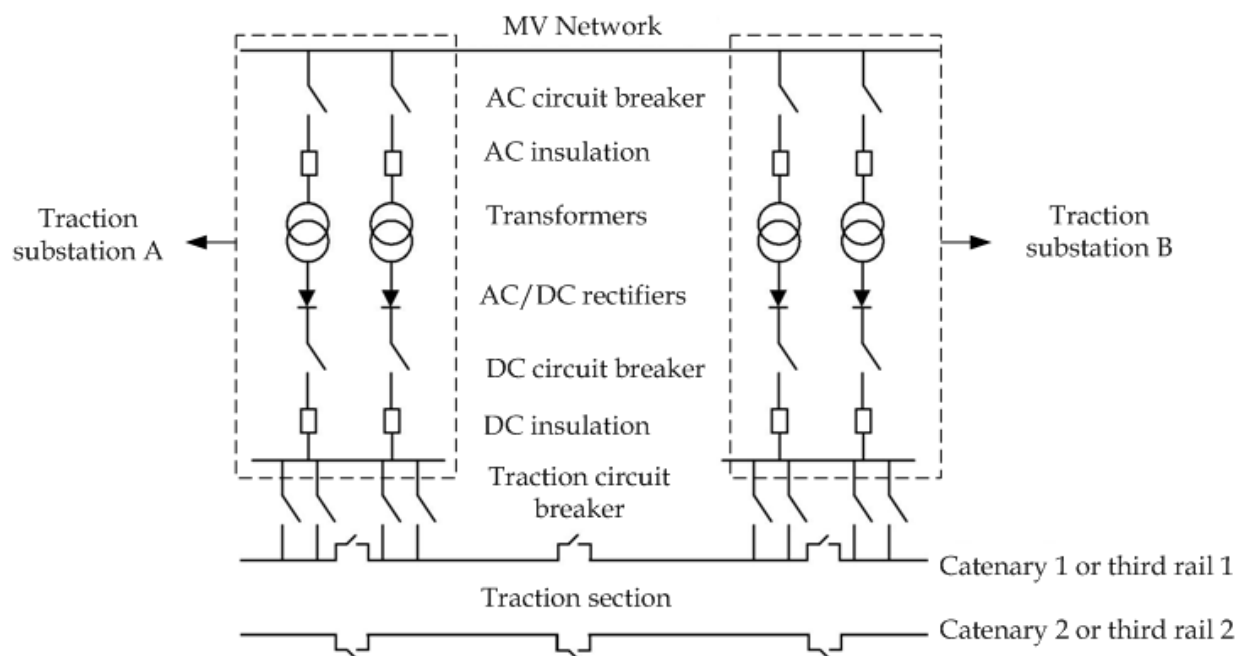 MV Network
AC circuit breaker
AC insulation
Traction
substation A
Transformers
Traction
substation B
AC/DC rectifiers
DC circuit breaker
DC insulation
Traction circuit
breaker
Catenary 1 or third rail 1
Traction section
Catenary 2 or third rail 2